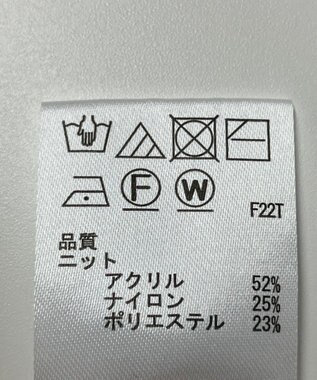 F W
F22T
品質
ニット
アクリル 52%
ナイロン 25%
ポリエステル 23%